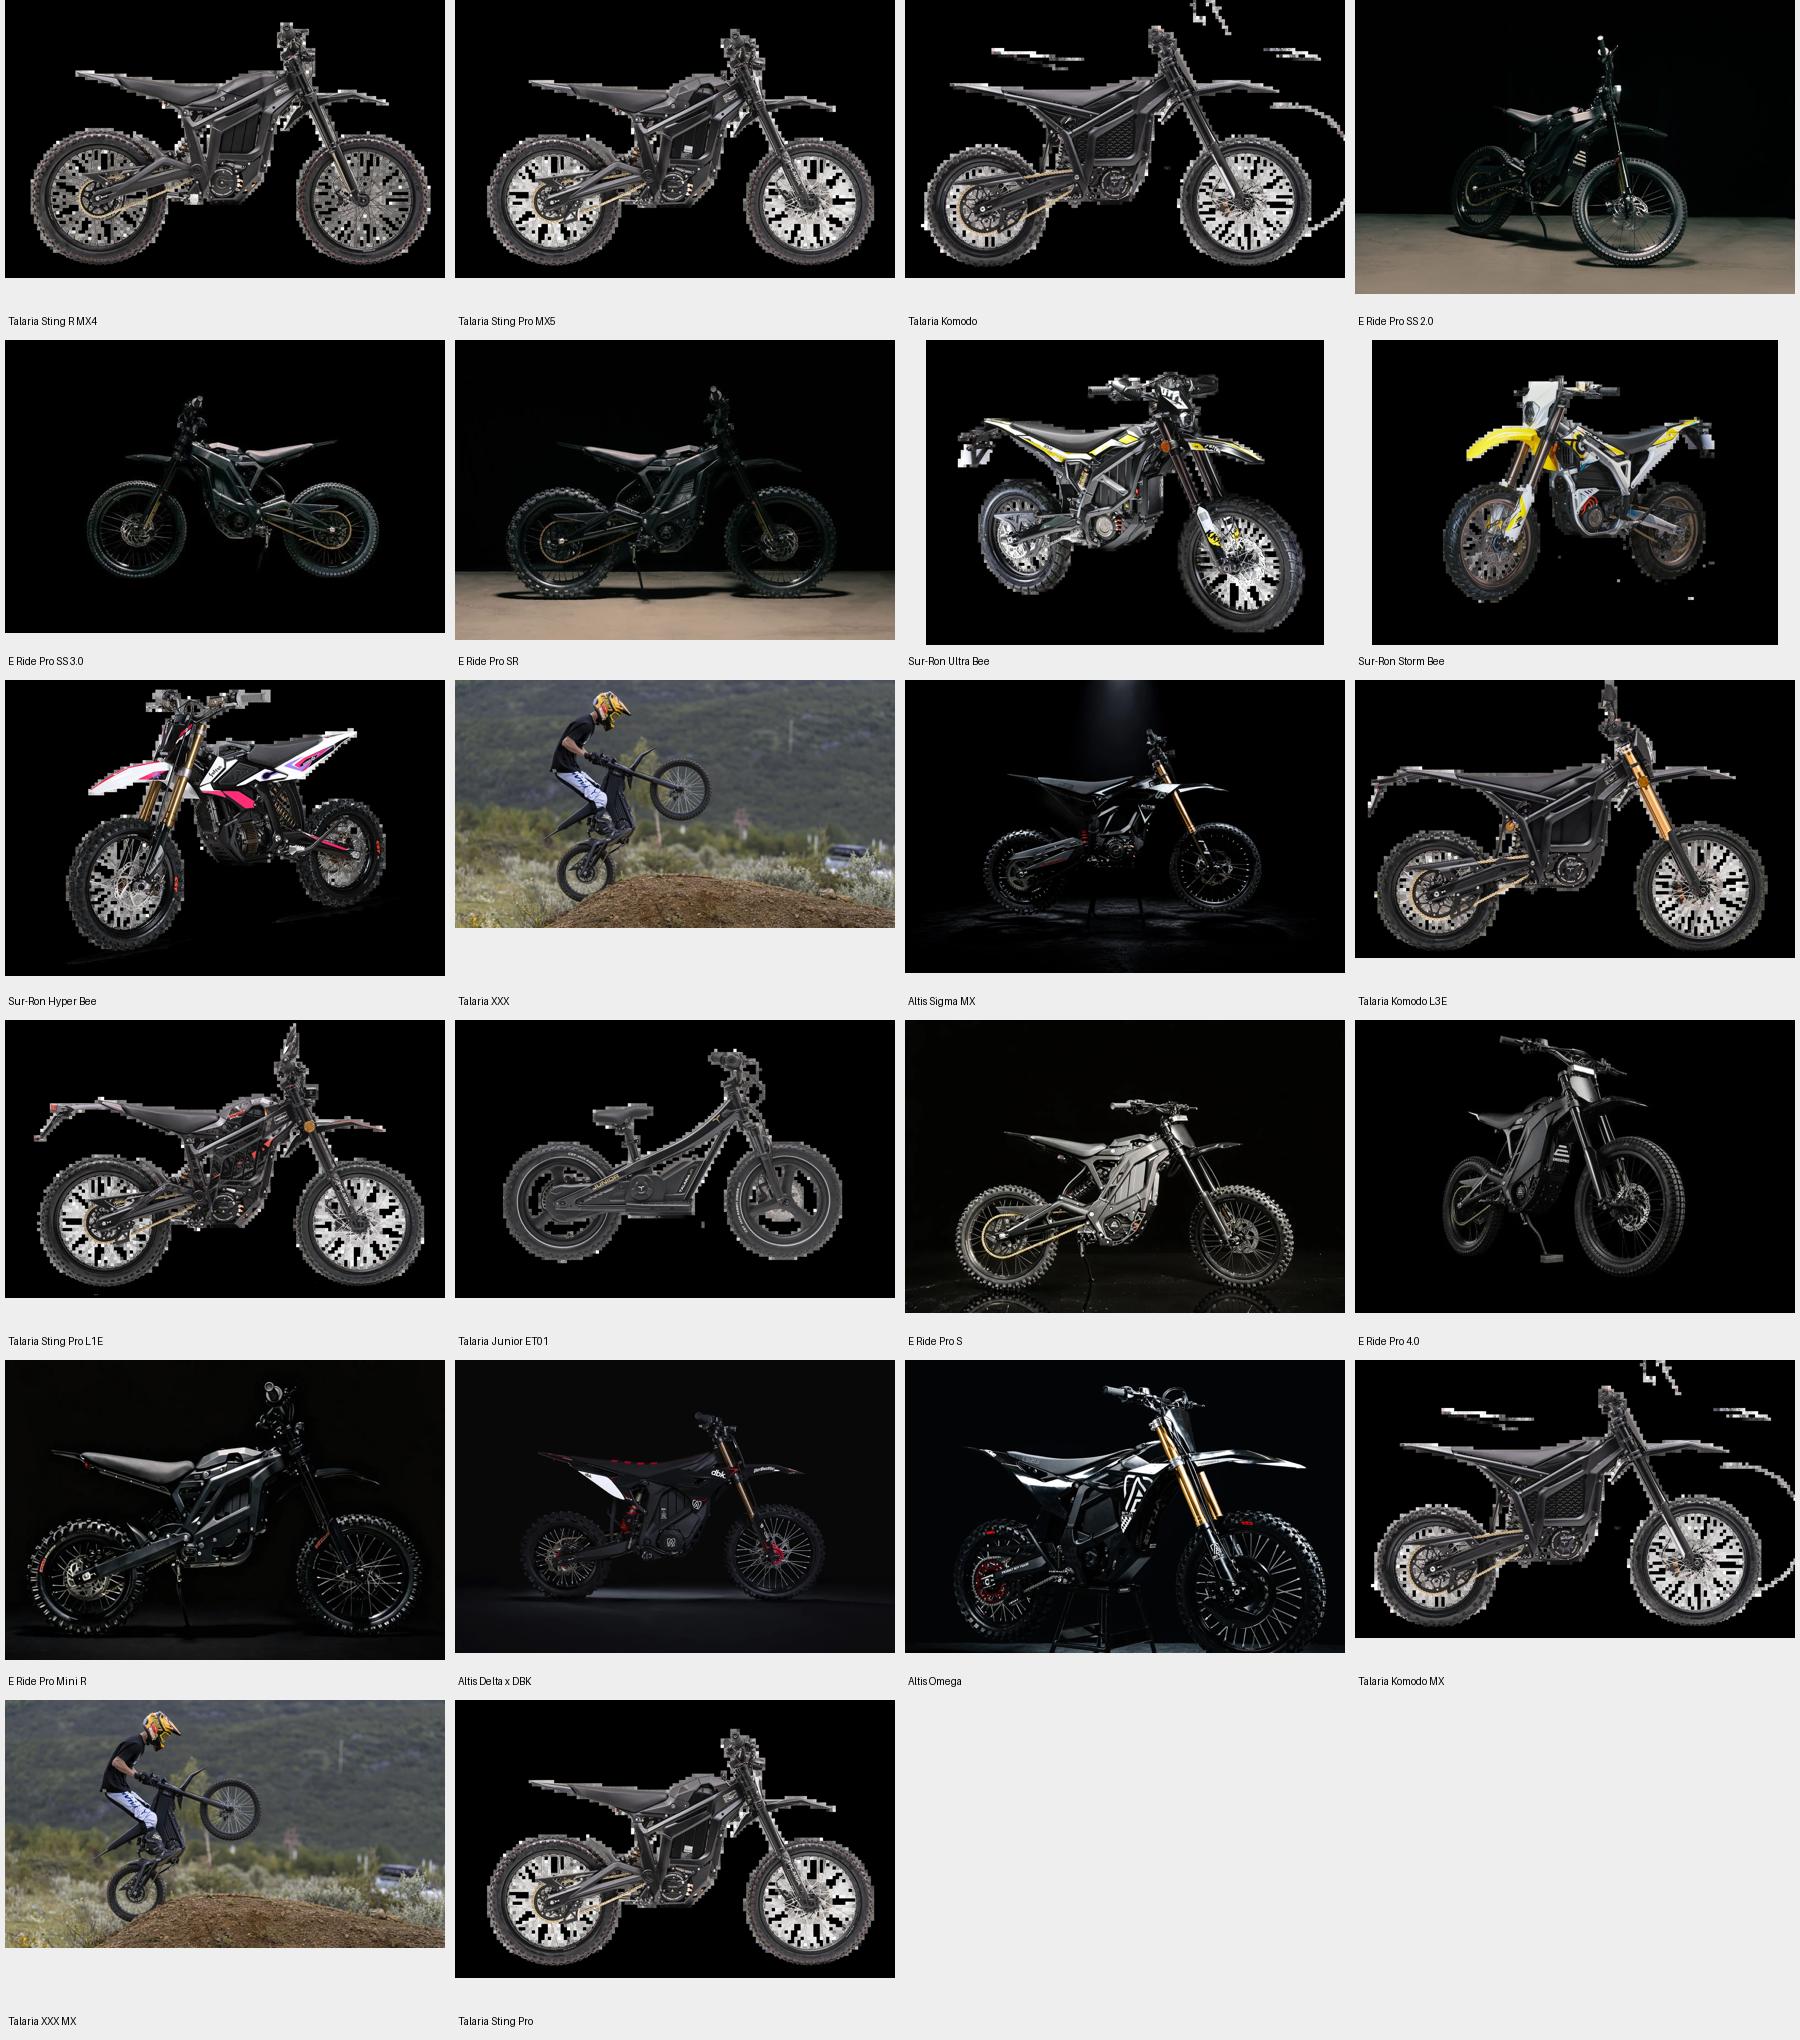 Talaria Sting R MX4
Talaria Sting Pro MX5
Talaria Komodo
E Ride Pro SS 2.0
E Ride Pro SS 3.0
E Ride Pro SR
Sur-Ron Ultra Bee
Sur-Ron Storm Bee
Sur-Ron Hyper Bee
Talaria XXX
Altis Sigma MX
Talaria Komodo L3E
Talaria Sting Pro L1E
JUNIOR
Talaria Junior ET01
E Ride Pro S
E Ride Pro 4.0
E Ride Pro Mini R
dbk
Altis Delta x DBK
Altis Omega
Talaria Komodo MX
Talaria XXX MX
Talaria Sting Pro